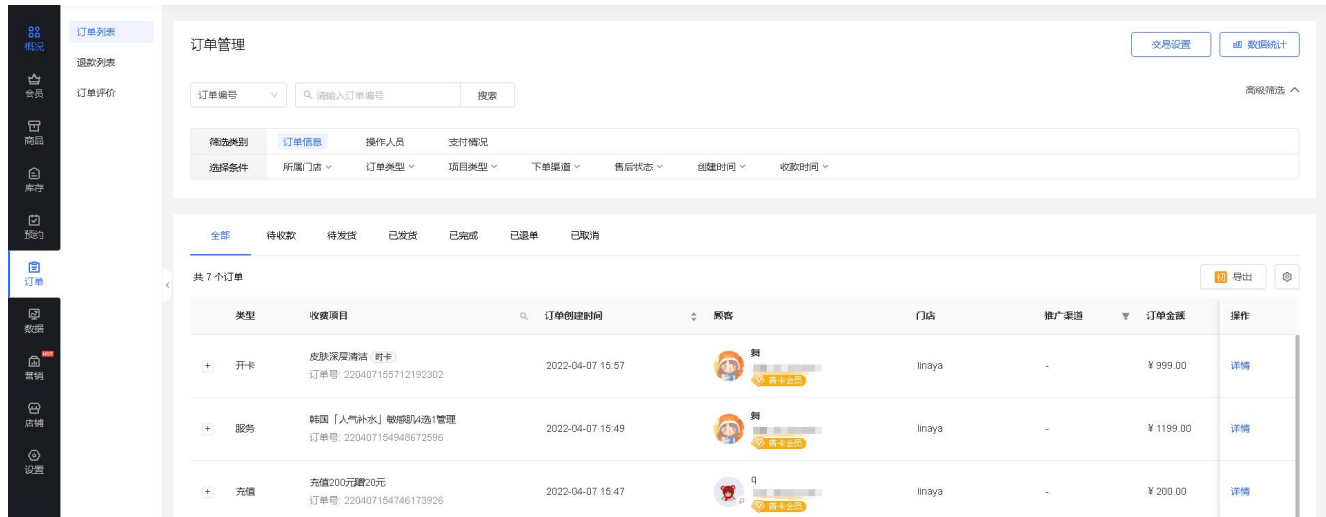 概况
会员
商品
库存
预约
订单
数据
HOT
营销
店铺
设置
订单列表
退款列表
订单评价
订单管理
交易设置
数据统计
订单编号
请输入订单编号
搜索
高级筛选
筛选类别 订单信息 操作人员 支付情况
选择条件 所属门店 订单类型 项目类型 下单渠道 售后状态 创建时间 收款时间
全部 待收款 待发货 已发货 已完成 已退单 已取消
共 7 个订单
初 导出
类型 收费项目 订单创建时间 顾客 门店 推广渠道 订单金额 操作
+ 开卡 皮肤深层清洁 时卡 2022-04-07 15:57 舞 linaya - ¥ 999.00 详情
订单号: 220407155712192302
+ 服务 韩国「人气补水」敏感肌4选1管理 2022-04-07 15:49 舞 linaya - ¥ 1199.00 详情
订单号: 220407154948672596
+ 充值 充值200元赠20元 2022-04-07 15:47 q linaya - ¥ 200.00 详情
订单号: 220407154746173926